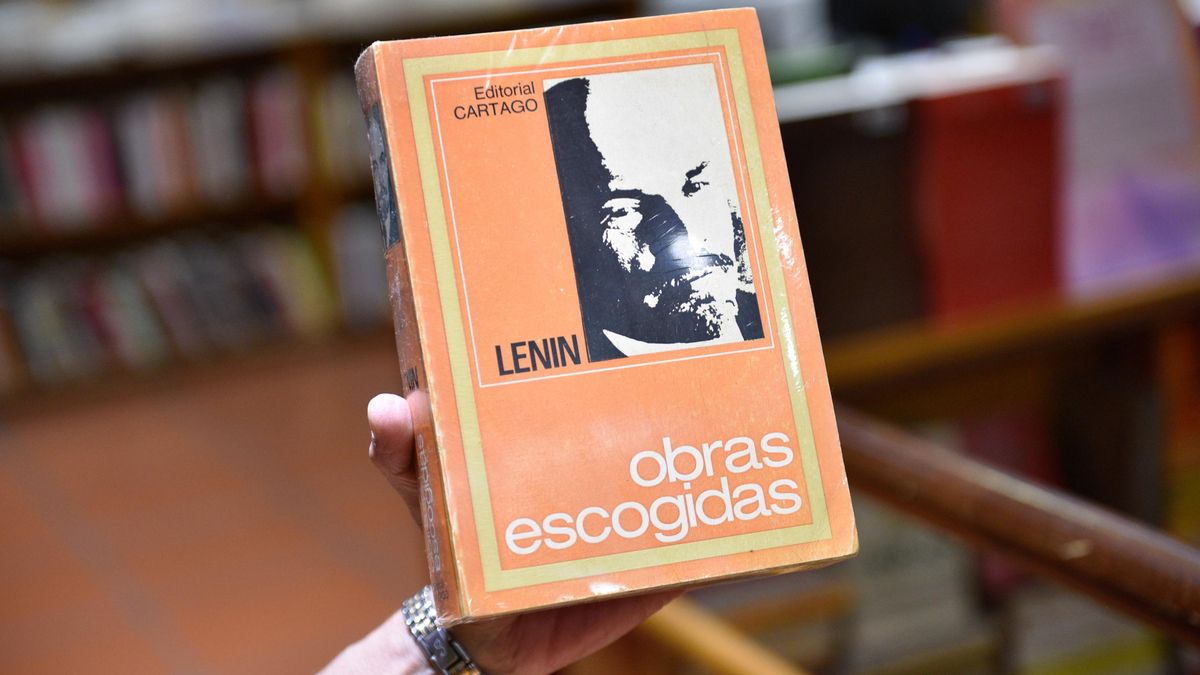 Editorial
CARTAGO
LENIN
obras
escogidas